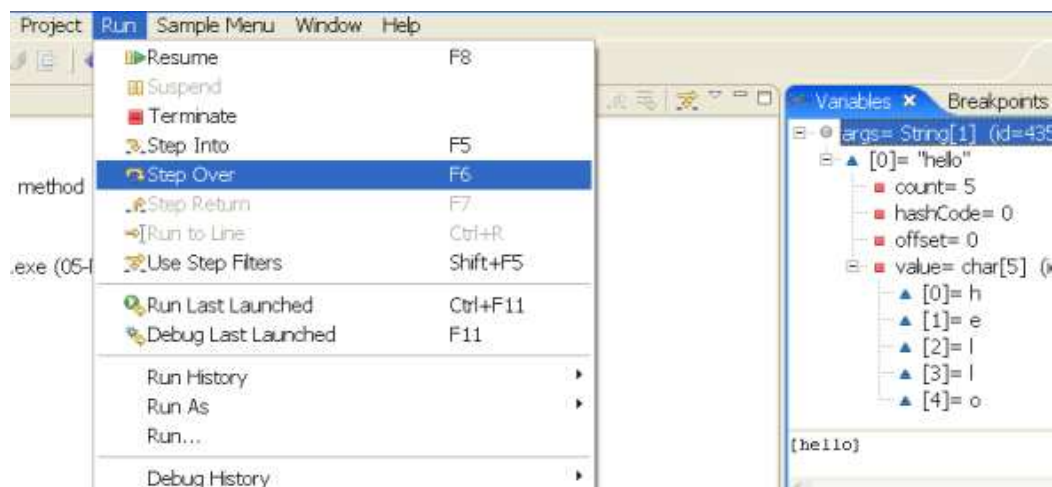 Project Run Sample Menu Window Help
Resume F8
Suspend
Terminate
Step Into F5
Step Over F6
Step Return F7
Run to Line Ctrl+R
Use Step Filters Shift+F5
Run Last Launched Ctrl+F11
Debug Last Launched F11
Run History
Run As
Run...
Debug History
method
.exe (05-
Variables Breakpoints
args= String[1] (id=435
[0]= "hello"
count= 5
hashCode= 0
offset= 0
value= char[5]
[0]= h
[1]= e
[2]= l
[3]= l
[4]= o
[hello]